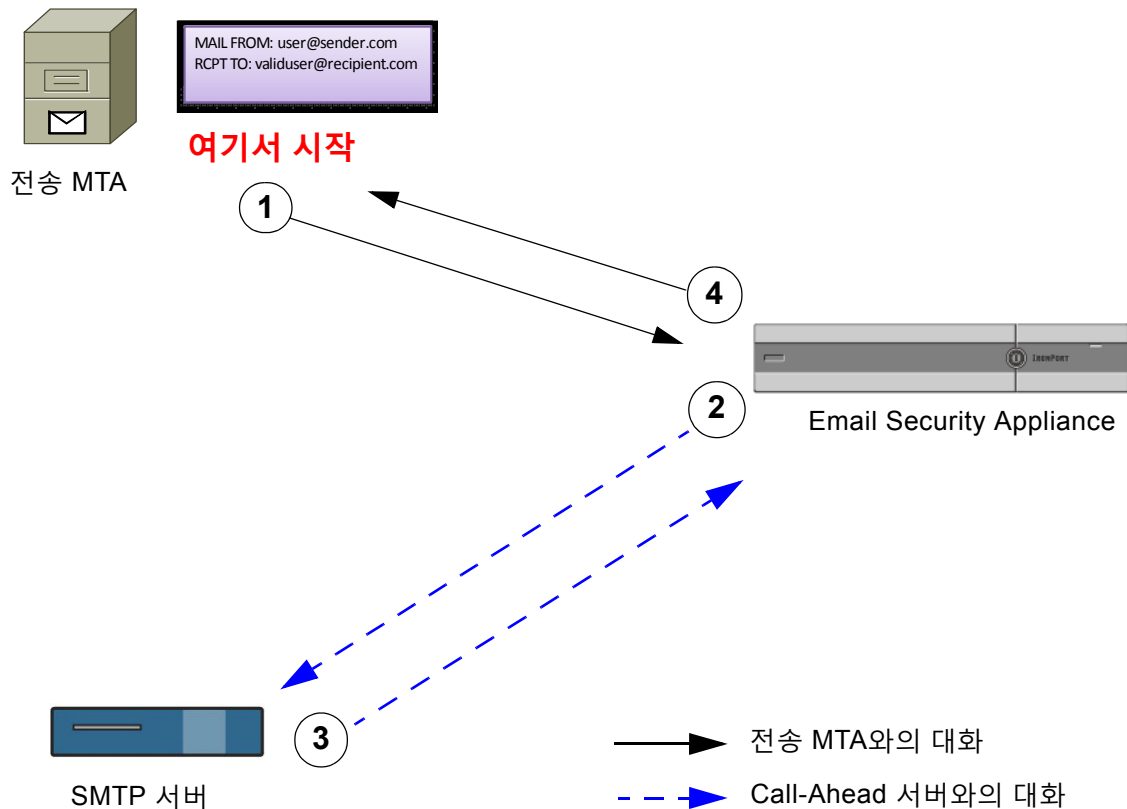 MAIL FROM: user@sender.com
RCPT TO: validuser@recipient.com
여기서 시작
전송 MTA
1
4
IRONPORT
2
Email Security Appliance
3
SMTP 서버
전송 MTA와의 대화
Call-Ahead 서버와의 대화